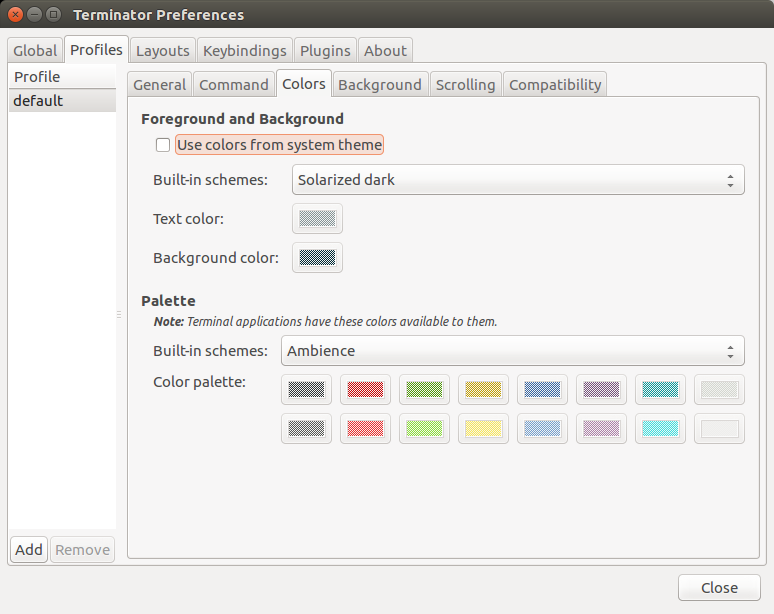 Terminator Preferences
Global Profiles Layouts Keybindings Plugins About
Profile
default
General Command Colors Background Scrolling Compatibility
Foreground and Background
Use colors from system theme
Built-in schemes: Solarized dark
Text color:
Background color:
Palette
Note: Terminal applications have these colors available to them.
Built-in schemes: Ambience
Color palette:
Add Remove
Close